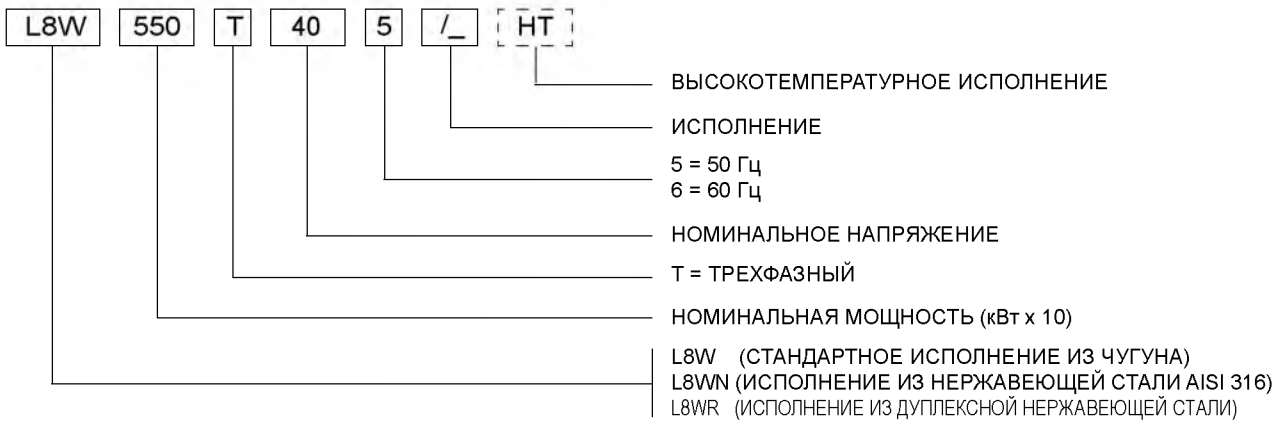 L8W 550 T 40 5 /_ HT
ВЫСОКОТЕМПЕРАТУРНОЕ ИСПОЛНЕНИЕ
ИСПОЛНЕНИЕ
5 = 50 Гц
6 = 60 Гц
НОМИНАЛЬНОЕ НАПРЯЖЕНИЕ
Т = ТРЕХФАЗНЫЙ
НОМИНАЛЬНАЯ МОЩНОСТЬ (кВт х 10)
L8W (СТАНДАРТНОЕ ИСПОЛНЕНИЕ ИЗ ЧУГУНА)
L8WN (ИСПОЛНЕНИЕ ИЗ НЕРЖАВЕЮЩЕЙ СТАЛИ AISI 316)
L8WR (ИСПОЛНЕНИЕ ИЗ ДУПЛЕКСНОЙ НЕРЖАВЕЮЩЕЙ СТАЛИ)